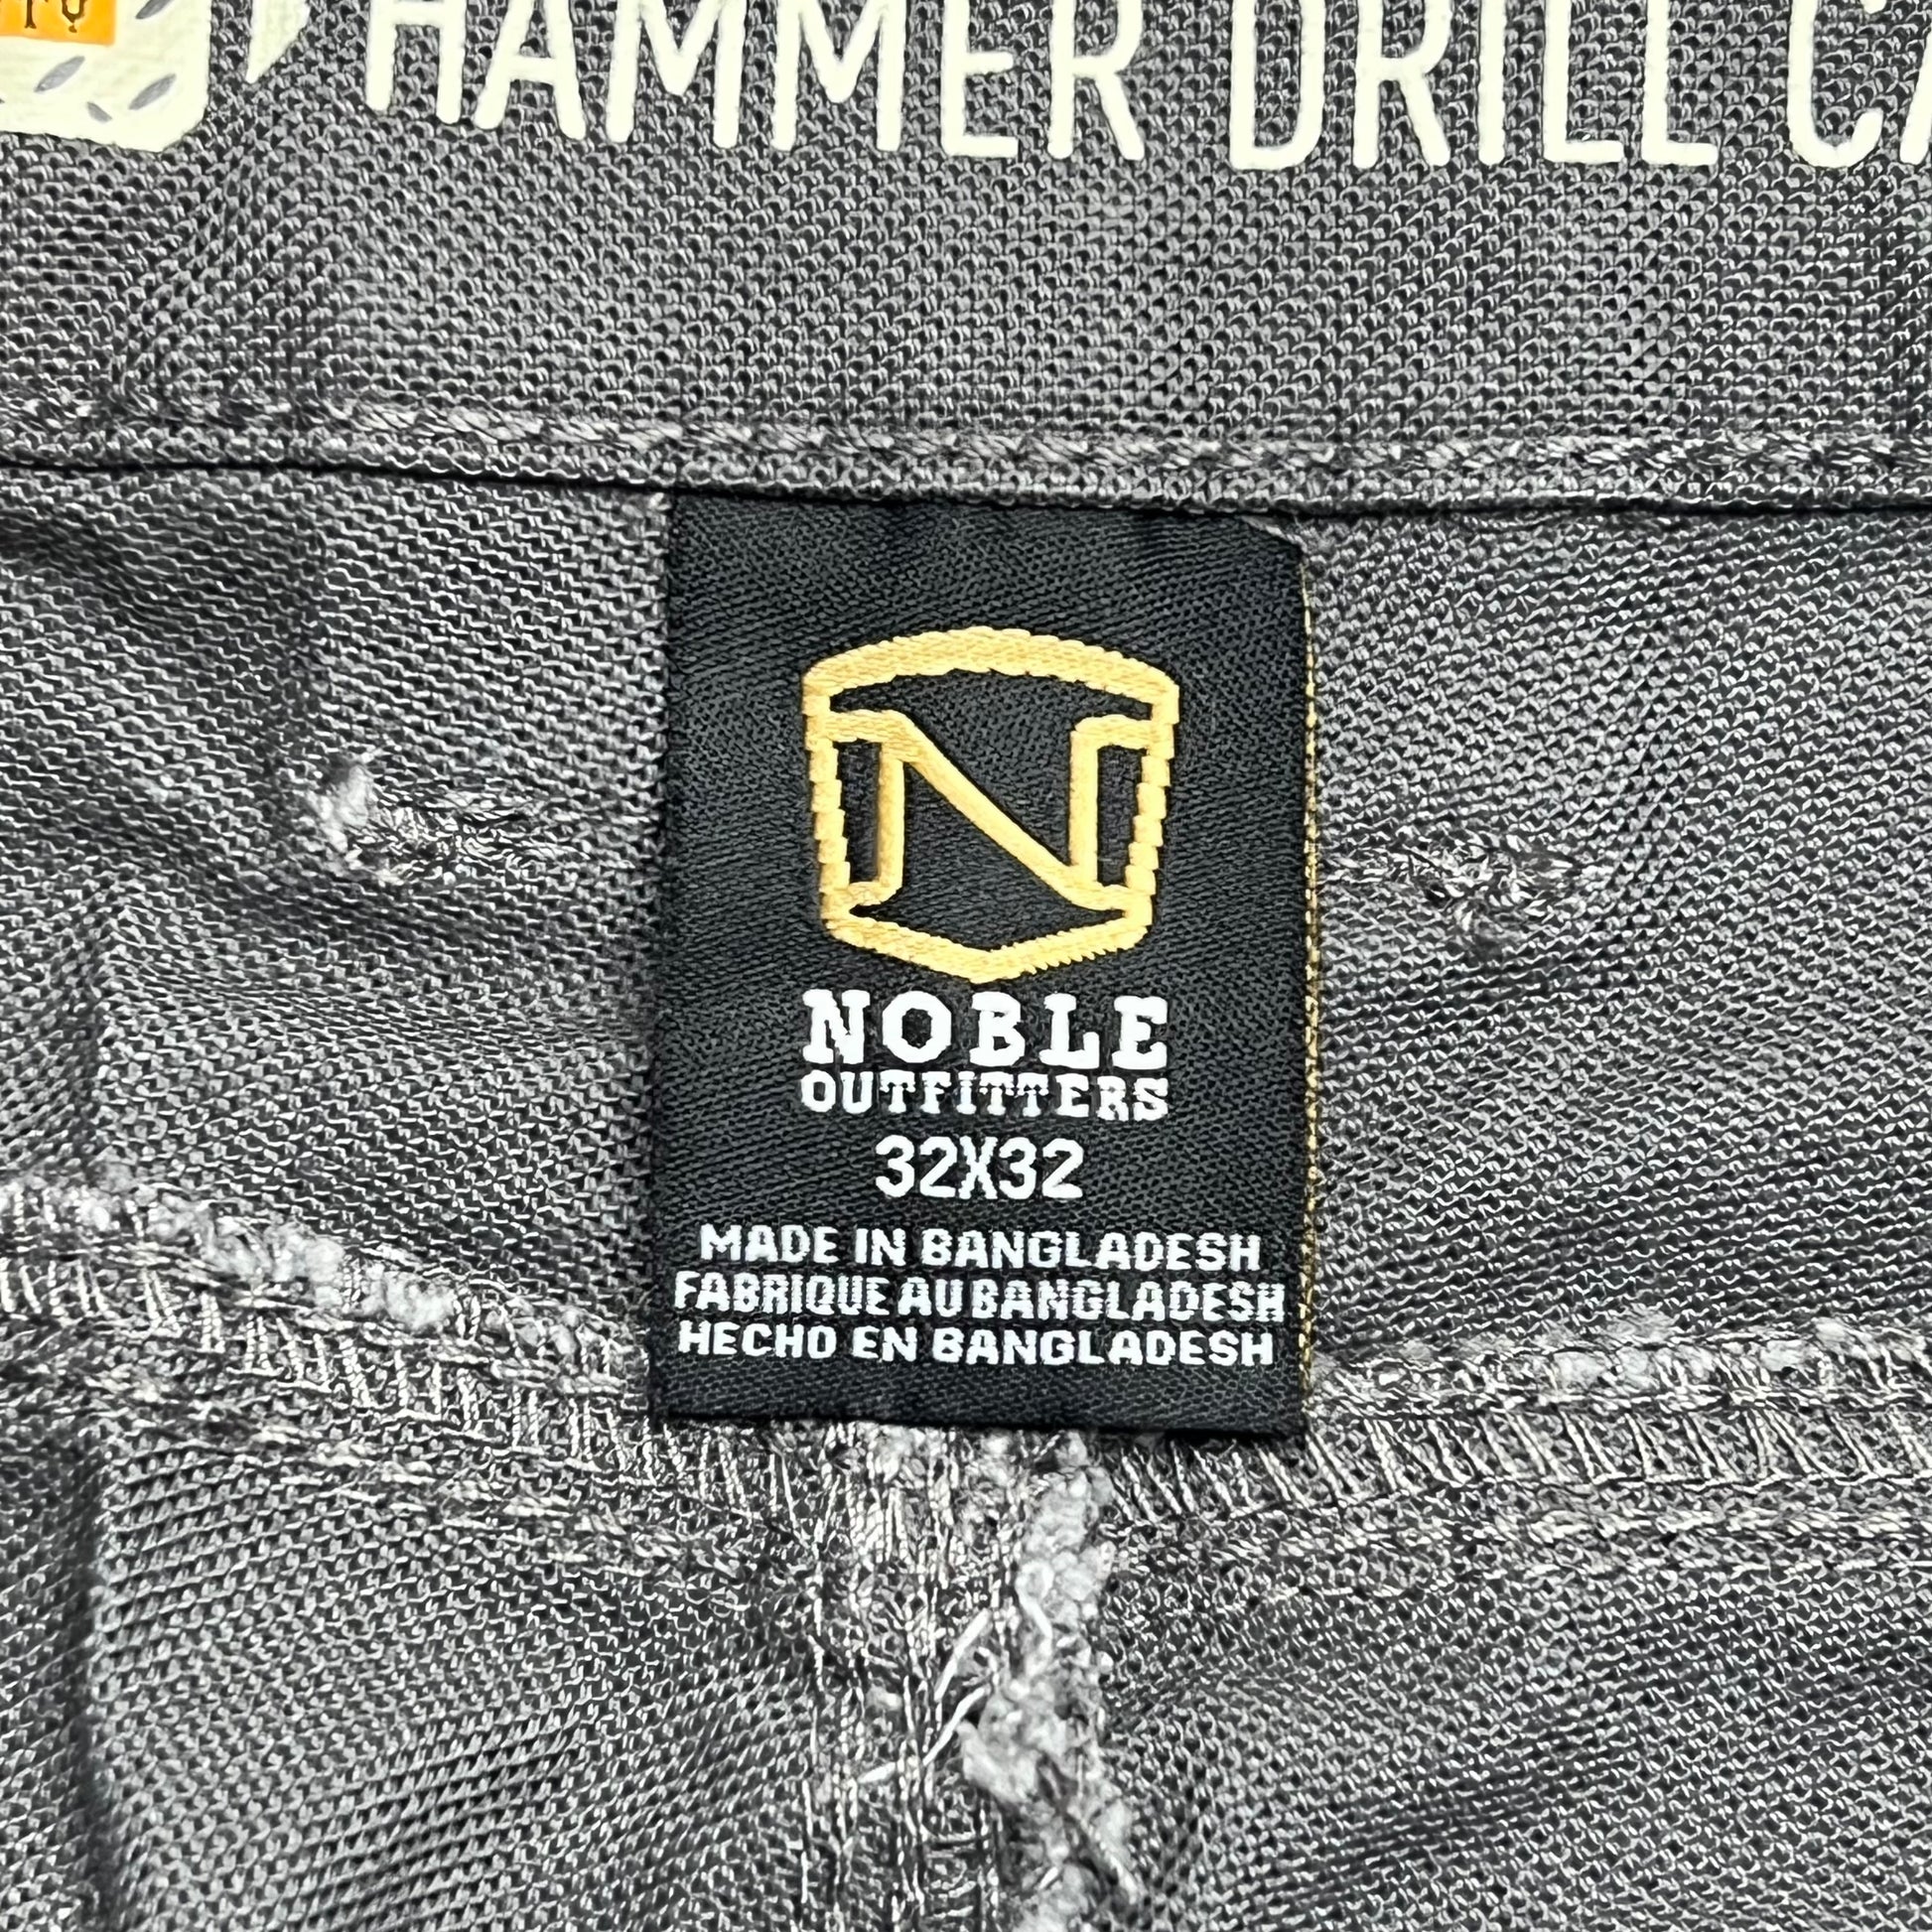 HAMMER DRILL
N
NOBLE
OUTFITTERS
32X32
MADE IN BANGLADESH
FABRIQUE AU BANGLADESH
HECHO EN BANGLADESH